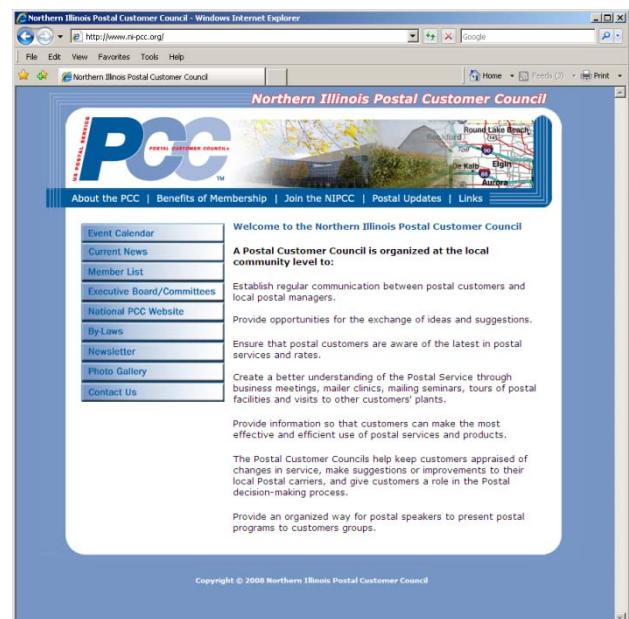 Northern Illinois Postal Customer Council - Windows Internet Explorer
http://www.ni-pcc.org/
Google
File Edit View Favorites Tools Help
Northern Illinois Postal Customer Council
Home Feeds (J) Print
Northern Illinois Postal Customer Council
US POSTAL SERVICE
PCC
POSTAL CUSTOMER COUNCIL
TM
Rockford
Round Lake Beach
De Kalb
Elgin
Aurora
About the PCC | Benefits of Membership | Join the NIPCC | Postal Updates | Links
Event Calendar
Current News
Member List
Executive Board/Committees
National PCC Website
By-Laws
Newsletter
Photo Gallery
Contact Us
Welcome to the Northern Illinois Postal Customer Council
A Postal Customer Council is organized at the local
community level to:
Establish regular communication between postal customers and
local postal managers.
Provide opportunities for the exchange of ideas and suggestions.
Ensure that postal customers are aware of the latest in postal
services and rates.
Create a better understanding of the Postal Service through
business meetings, mailer clinics, mailing seminars, tours of postal
facilities and visits to other customers' plants.
Provide information so that customers can make the most
effective and efficient use of postal services and products.
The Postal Customer Councils help keep customers appraised of
changes in service, make suggestions or improvements to their
local Postal carriers, and give customers a role in the Postal
decision-making process.
Provide an organized way for postal speakers to present postal
programs to customers groups.
Copyright © 2008 Northern Illinois Postal Customer Council